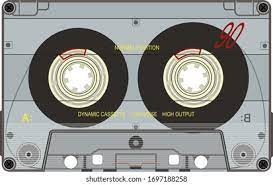 90
NORMAL POSITION
DYNAMIC CASSETTE
HIGH OUTPUT
A:
B:
shutterstock.com · 1697188258